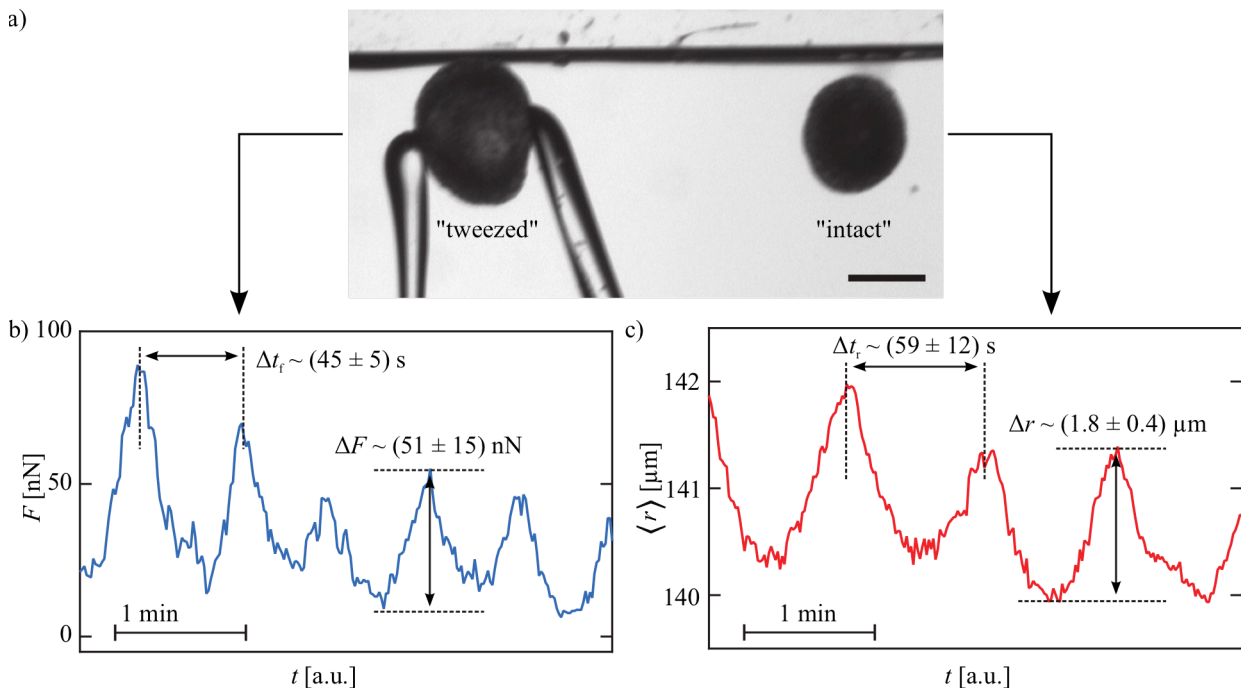 a)
"tweezed"
"intact"
b)
100
50
0
F [nN]
Δt_f ~ (45 ± 5) s
ΔF ~ (51 ± 15) nN
1 min
t [a.u.]
c)
142
141
140
⟨r⟩ [µm]
Δt_r ~ (59 ± 12) s
Δr ~ (1.8 ± 0.4) µm
1 min
t [a.u.]